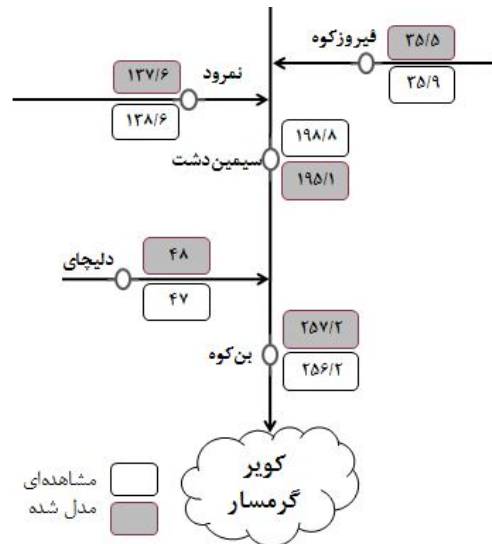 فیروزکوه
۳۵/۵
۳۵/۹
نمرود
۱۳۷/۶
۱۳۸/۶
۱۹۸/۸
سیمین‌دشت
۱۹۵/۱
دلیچای
۴۸
۴۷
۲۵۷/۲
بن‌کوه
۲۵۶/۲
کویر
گرمسار
مشاهده‌ای
مدل شده